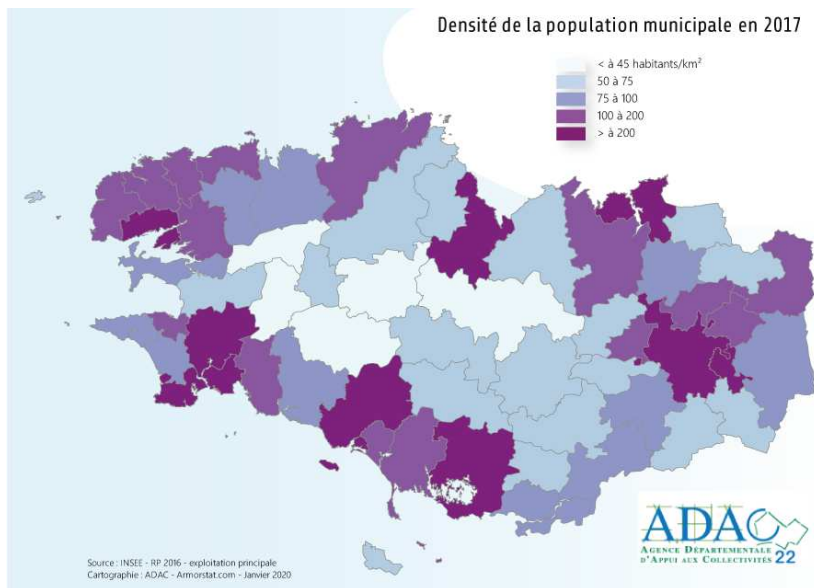 Densité de la population municipale en 2017
< à 45 habitants/km²
50 à 75
75 à 100
100 à 200
> à 200
ADAC
AGENCE DÉPARTEMENTALE
D'APPUI AUX COLLECTIVITÉS 22
Source : INSEE - RP 2016 - exploitation principale
Cartographie : ADAC - Armorstat.com - Janvier 2020